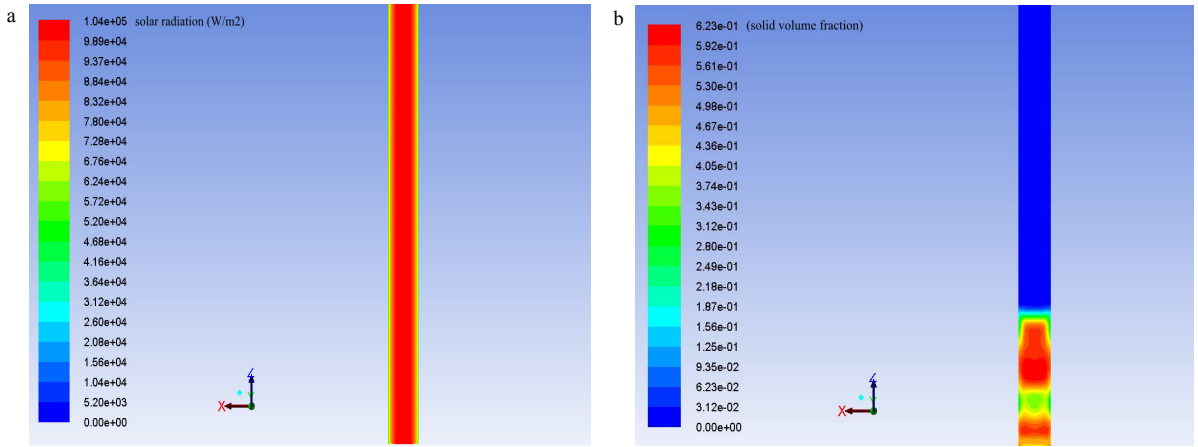 a
solar radiation (W/m2)
1.04e+05
9.89e+04
9.37e+04
8.84e+04
8.32e+04
7.80e+04
7.28e+04
6.76e+04
6.24e+04
5.72e+04
5.20e+04
4.68e+04
4.16e+04
3.64e+04
3.12e+04
2.60e+04
2.08e+04
1.56e+04
1.04e+04
5.20e+03
0.00e+00
Z
Y
X
b
(solid volume fraction)
6.23e-01
5.92e-01
5.61e-01
5.30e-01
4.98e-01
4.67e-01
4.36e-01
4.05e-01
3.74e-01
3.43e-01
3.12e-01
2.80e-01
2.49e-01
2.18e-01
1.87e-01
1.56e-01
1.25e-01
9.35e-02
6.23e-02
3.12e-02
0.00e+00
Z
Y
X